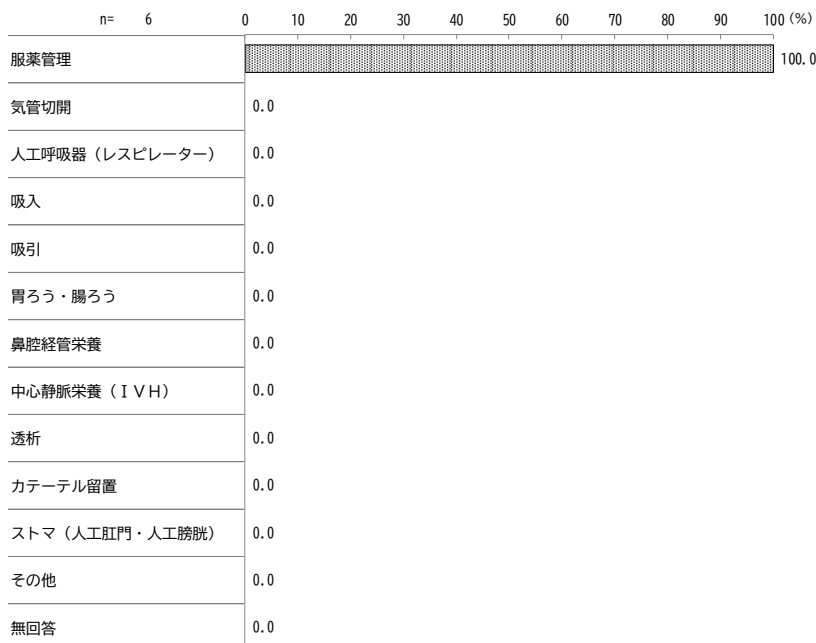 n= 6 0 10 20 30 40 50 60 70 80 90 100 (%)
服薬管理 100.0
気管切開 0.0
人工呼吸器（レスピレーター） 0.0
吸入 0.0
吸引 0.0
胃ろう・腸ろう 0.0
鼻腔経管栄養 0.0
中心静脈栄養（ＩＶＨ） 0.0
透析 0.0
カテーテル留置 0.0
ストマ（人工肛門・人工膀胱） 0.0
その他 0.0
無回答 0.0